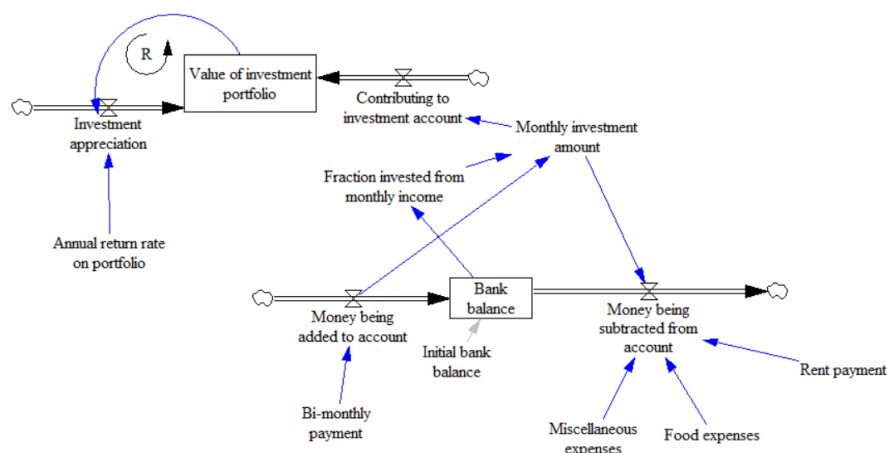 R
Value of investment
portfolio
Investment
appreciation
Contributing to
investment account
Monthly investment
amount
Fraction invested from
monthly income
Annual return rate
on portfolio
Bank
balance
Money being
added to account
Money being
subtracted from
account
Initial bank
balance
Rent payment
Bi-monthly
payment
Miscellaneous
expenses
Food expenses